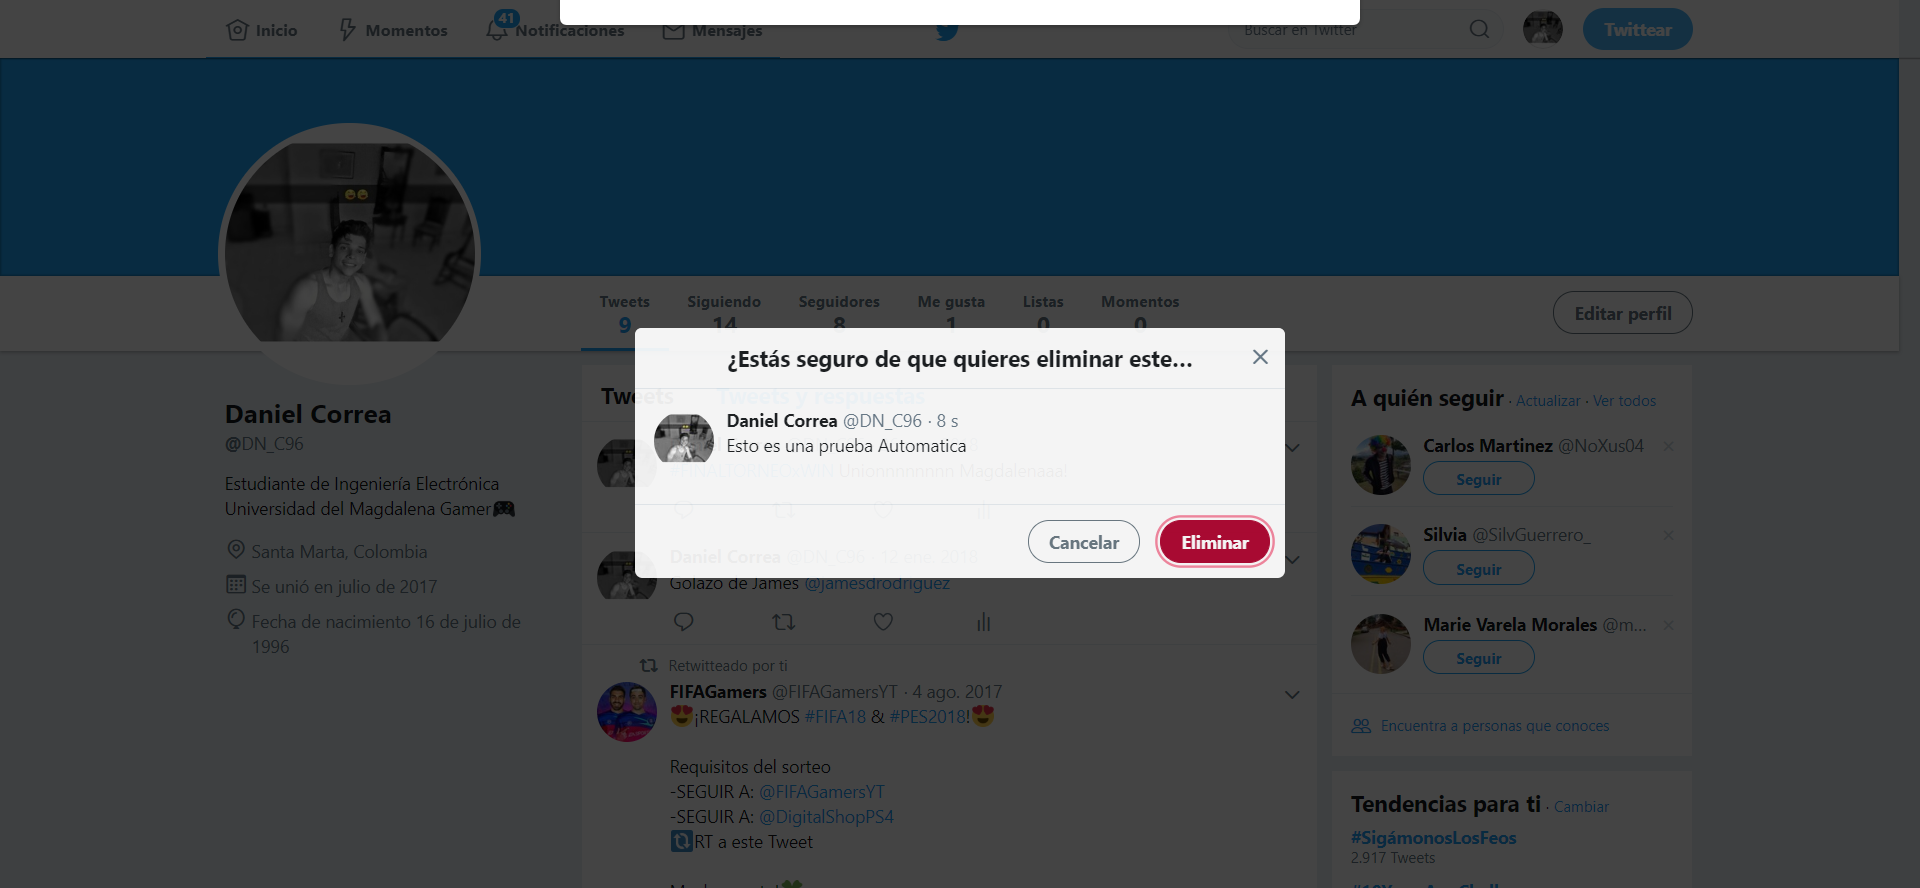 Inicio
Momentos
41
Notificaciones
Mensajes
Buscar en Twitter
Twittear
Tweets
9
Siguiendo
14
Seguidores
8
Me gusta
1
Listas
0
Momentos
0
Editar perfil
Daniel Correa
@DN_C96
Estudiante de Ingeniería Electrónica
Universidad del Magdalena Gamer🎮
Santa Marta, Colombia
Se unió en julio de 2017
Fecha de nacimiento 16 de julio de
1996
¿Estás seguro de que quieres eliminar este...
Daniel Correa @DN_C96 · 8 s
Esto es una prueba Automatica
Cancelar
Eliminar
Tweets
Tweets y respuestas
Unionnnnnnnn Magdalenaaa!
Daniel Correa @DN_C96 · 12 ene. 2018
Golazo de James @jamesdrodriguez
Retwitteado por ti
FIFAGamers @FIFAGamersYT · 4 ago. 2017
😍¡REGALAMOS #FIFA18 & #PES2018!😍
Requisitos del sorteo
-SEGUIR A: @FIFAGamersYT
-SEGUIR A: @DigitalShopPS4
🔃RT a este Tweet
A quién seguir · Actualizar · Ver todos
Carlos Martinez @NoXus04
Seguir
Silvia @SilvGuerrero_
Seguir
Marie Varela Morales @m...
Seguir
Encuentra a personas que conoces
Tendencias para ti · Cambiar
#SigámonosLosFeos
2.917 Tweets